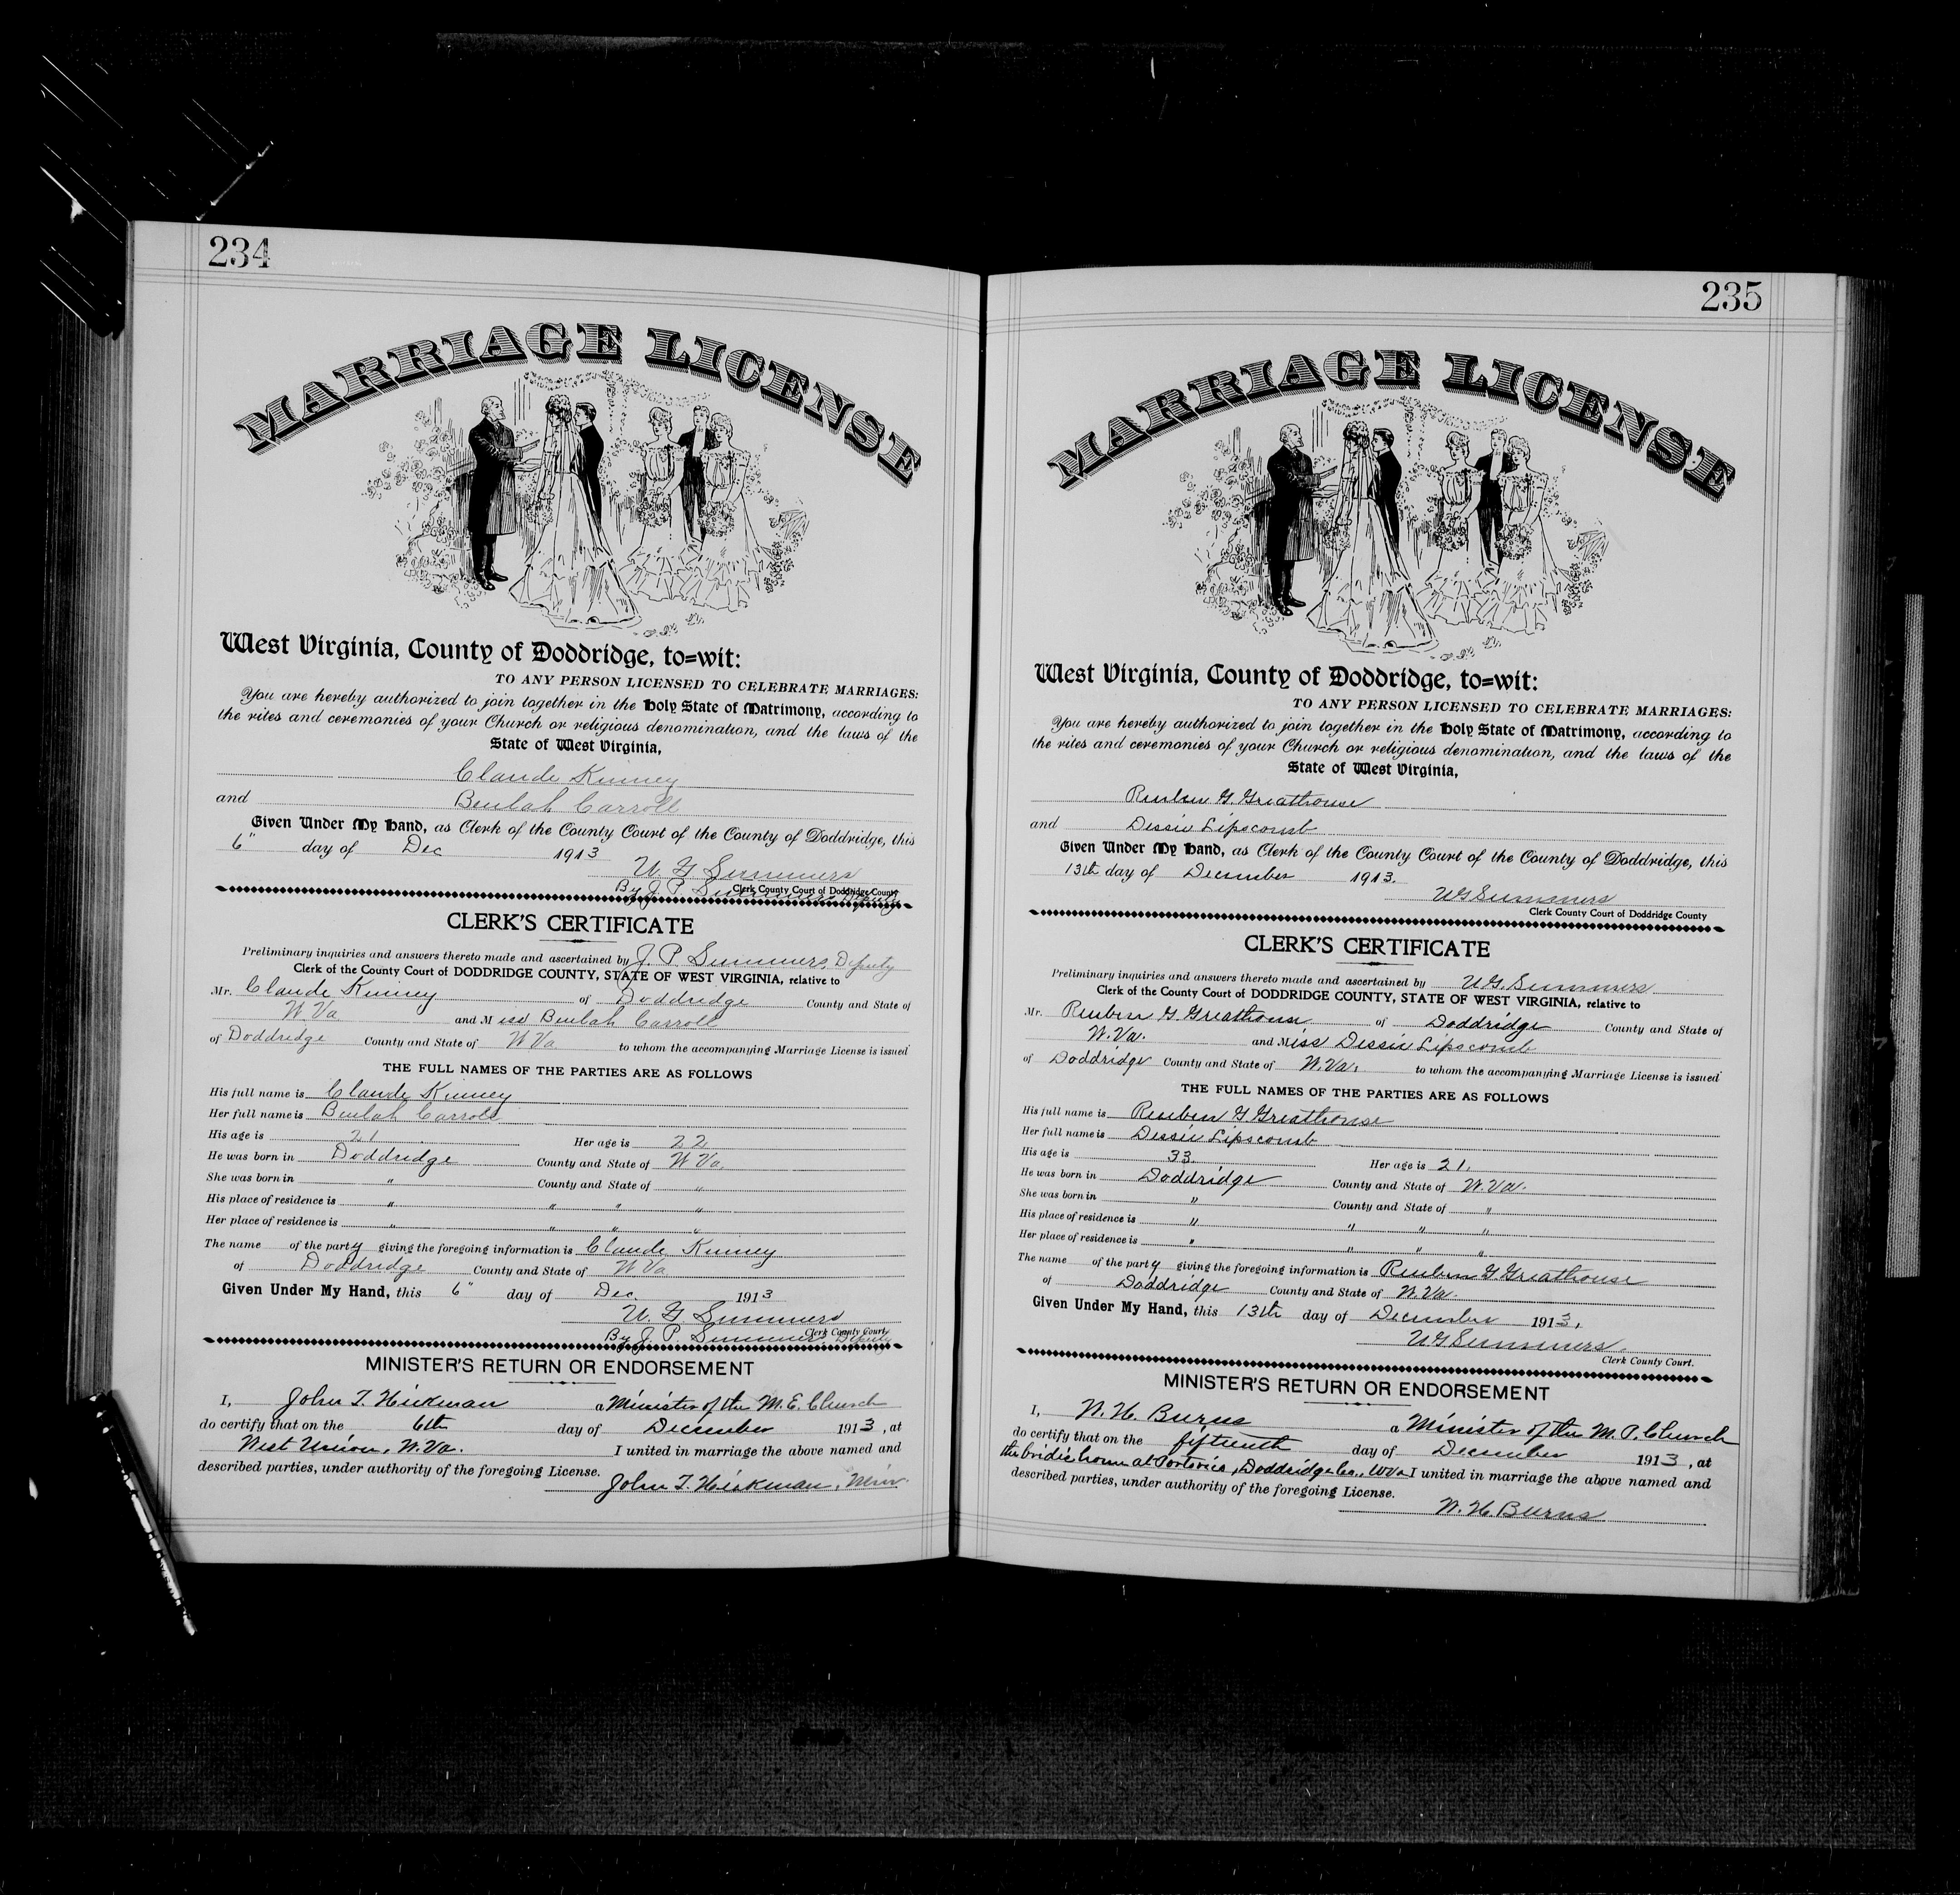 234
MARRIAGE LICENSE
West Virginia, County of Doddridge, to=wit:
TO ANY PERSON LICENSED TO CELEBRATE MARRIAGES:
You are hereby authorized to join together in the Holy State of Matrimony, according to
the rites and ceremonies of your Church or religious denomination, and the laws of the
State of West Virginia,
Claude Kinney
and Beulah Carroll
Given Under My Hand, as Clerk of the County Court of the County of Doddridge, this
6" day of Dec 1913
U. G Summers
Clerk County Court of Doddridge County
By J. P. Summers Deputy
CLERK'S CERTIFICATE
Preliminary inquiries and answers thereto made and ascertained by J. P. Summers, Deputy
Clerk of the County Court of DODDRIDGE COUNTY, STATE OF WEST VIRGINIA, relative to
Mr. Claude Kinney of Doddridge County and State of
W Va and Miss Beulah Carroll
of Doddridge County and State of W Va to whom the accompanying Marriage License is issued
THE FULL NAMES OF THE PARTIES ARE AS FOLLOWS
His full name is Claude Kinney
Her full name is Beulah Carroll
His age is 21 Her age is 22
He was born in Doddridge County and State of W Va.
She was born in " County and State of "
His place of residence is " " " "
Her place of residence is " " " "
The name of the party giving the foregoing information is Claude Kinney
of Doddridge County and State of W Va
Given Under My Hand, this 6" day of Dec. 1913
U. G Summers
Clerk County Court
By J. P. Summers Deputy
MINISTER'S RETURN OR ENDORSEMENT
I, John T. Hickman a Minister of the M. E. Church
do certify that on the 6th day of December 1913, at
West Union, W. Va. I united in marriage the above named and
described parties, under authority of the foregoing License.
John T. Hickman, Min.
235
MARRIAGE LICENSE
West Virginia, County of Doddridge, to=wit:
TO ANY PERSON LICENSED TO CELEBRATE MARRIAGES:
You are hereby authorized to join together in the Holy State of Matrimony, according to
the rites and ceremonies of your Church or religious denomination, and the laws of the
State of West Virginia,
Reuben G. Greathouse
and Dessie Lipscomb
Given Under My Hand, as Clerk of the County Court of the County of Doddridge, this
13th day of December 1913.
U G Summers
Clerk County Court of Doddridge County
CLERK'S CERTIFICATE
Preliminary inquiries and answers thereto made and ascertained by U. G. Summers
Clerk of the County Court of DODDRIDGE COUNTY, STATE OF WEST VIRGINIA, relative to
Mr. Reuben G. Greathouse of Doddridge County and State of
W. Va. and Miss Dessie Lipscomb
of Doddridge County and State of W. Va. to whom the accompanying Marriage License is issued
THE FULL NAMES OF THE PARTIES ARE AS FOLLOWS
His full name is Reuben G Greathouse
Her full name is Dessie Lipscomb
His age is 33 Her age is 21.
He was born in Doddridge County and State of W. Va.
She was born in " County and State of "
His place of residence is " " " "
Her place of residence is " " " "
The name of the party giving the foregoing information is Reuben G. Greathouse
of Doddridge County and State of W. Va.
Given Under My Hand, this 13th day of December 1913.
U G Summers.
Clerk County Court.
MINISTER'S RETURN OR ENDORSEMENT
I, W. H. Burns a Minister of the M. P. Church
do certify that on the fifteenth day of December 1913, at
the bride's home at Doddridge Co., W Va I united in marriage the above named and
described parties, under authority of the foregoing License.
W. H. Burns